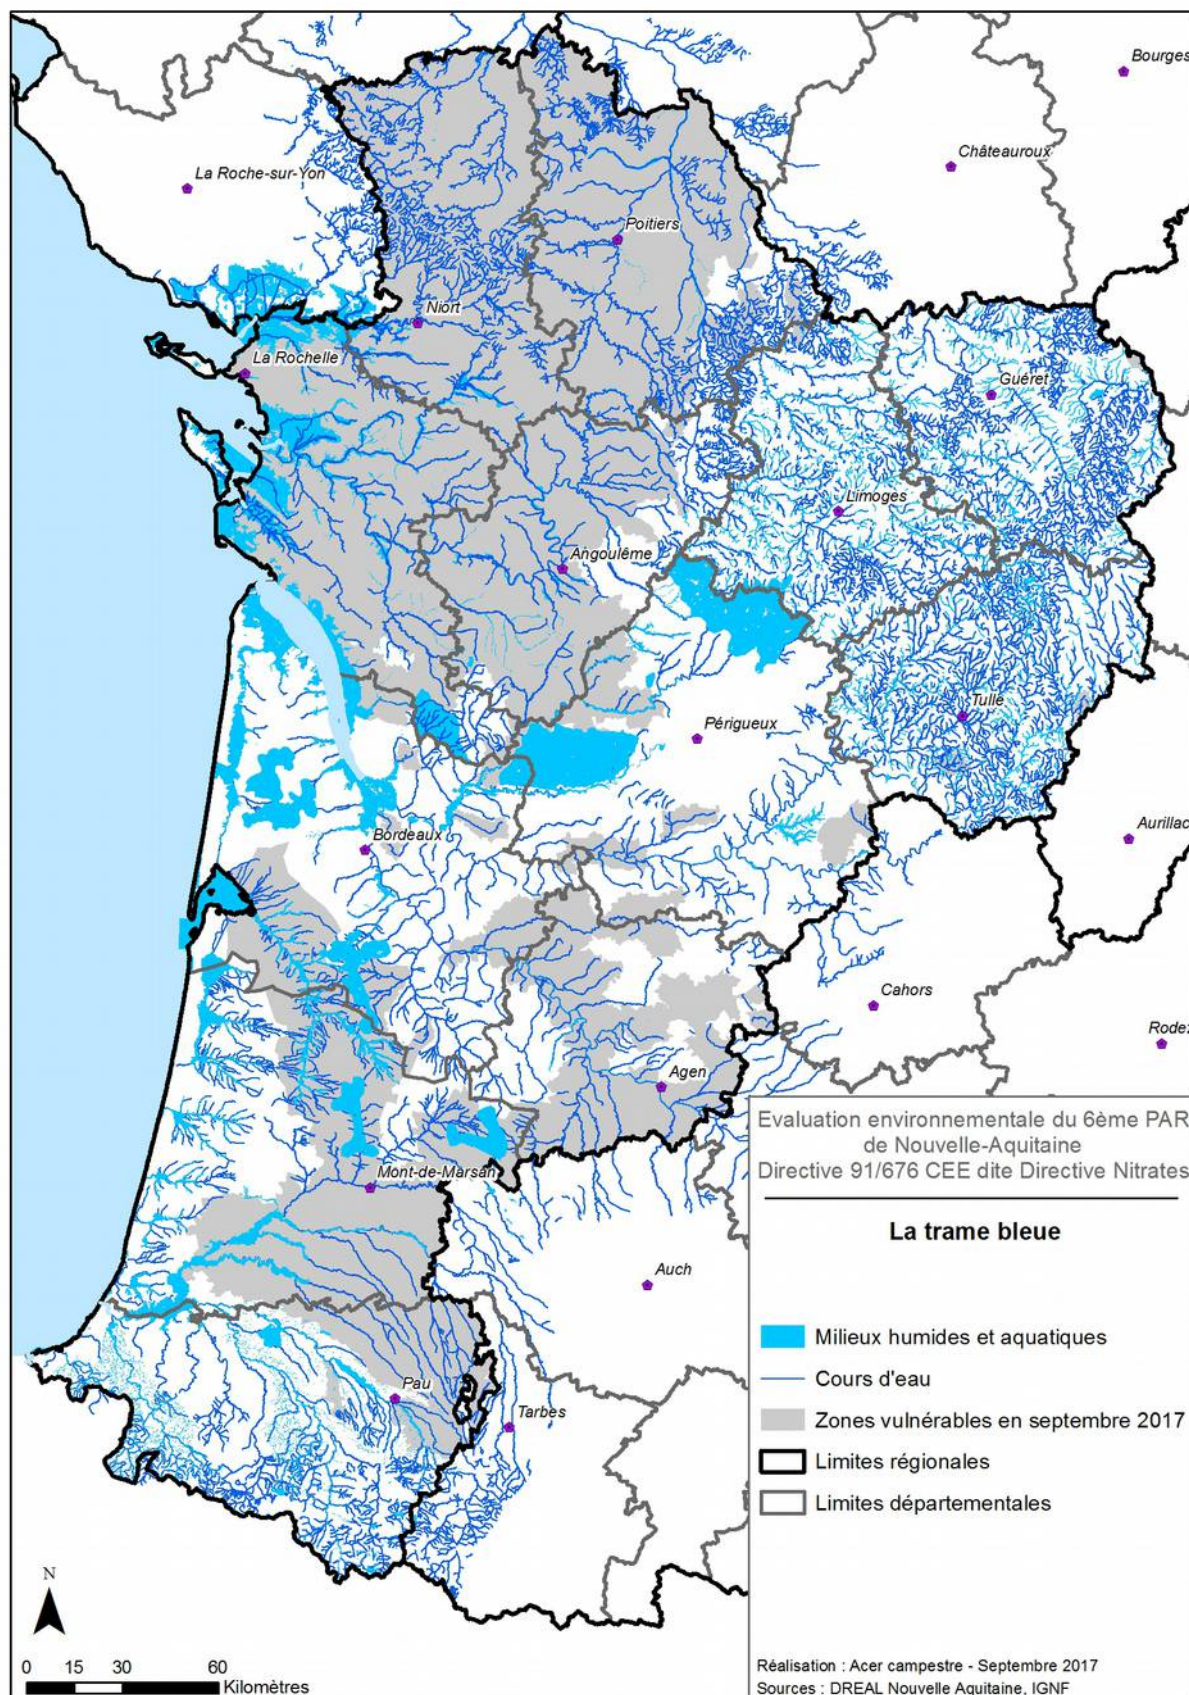 Bourges
Châteauroux
La Roche-sur-Yon
Poitiers
Niort
La Rochelle
Guéret
Limoges
Angoulême
Tulle
Périgueux
Aurillac
Bordeaux
Cahors
Rodez
Agen
Mont-de-Marsan
Auch
Pau
Tarbes
Evaluation environnementale du 6ème PAR
de Nouvelle-Aquitaine
Directive 91/676 CEE dite Directive Nitrates
La trame bleue
Milieux humides et aquatiques
Cours d'eau
Zones vulnérables en septembre 2017
Limites régionales
Limites départementales
N
0 15 30 60
Kilomètres
Réalisation : Acer campestre - Septembre 2017
Sources : DREAL Nouvelle Aquitaine, IGNF